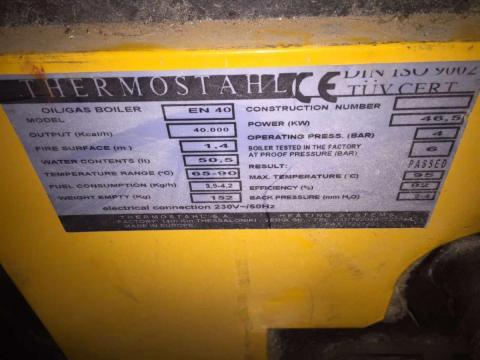 THERMOSTAHL CE DIN ISO 9002
TÜV CERT
OIL/GAS BOILER EN 40 CONSTRUCTION NUMBER
MODEL
POWER (KW) 46,5
OUTPUT (Kcal/h) 40.000
OPERATING PRESS. (BAR) 4
FIRE SURFACE (m ) 1,4
BOILER TESTED IN THE FACTORY
AT PROOF PRESSURE (BAR) 6
WATER CONTENTS (lt) 50,5
RESULT PASSED
TEMPERATURE RANGE (°C) 65-90
MAX. TEMPERATURE (°C) 95
FUEL CONSUMPTION (Kg/h) 3,9-4,2
EFFICIENCY (%) 92
WEIGHT EMPTY (Kg) 152
BACK PRESSURE (mm H₂O)
electrical connection 230V~/50Hz
THERMOSTAHL S.A. HEATING SYSTEMS
MADE IN EUROPE